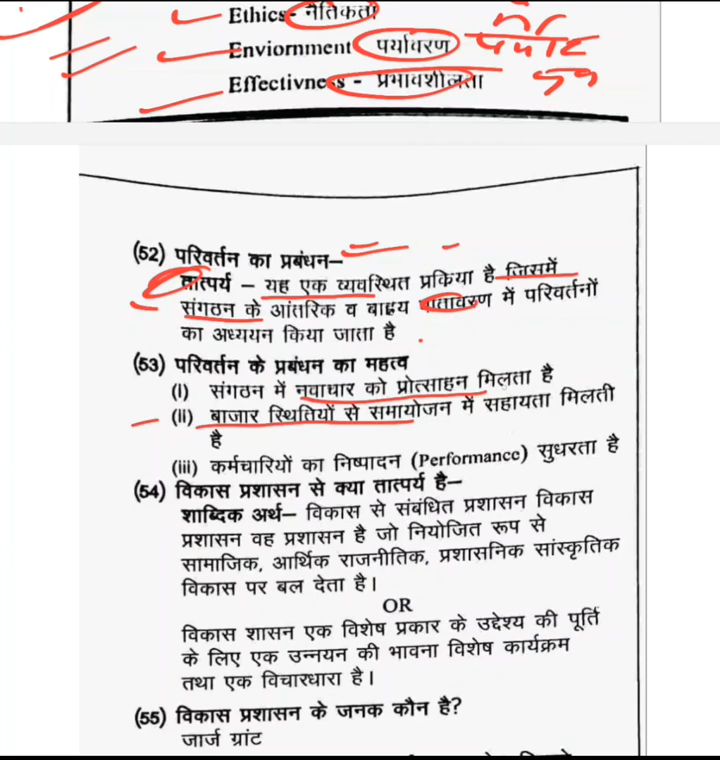 Ethics- नैतिकता
Enviornment पर्यावरण
Effectivness - प्रभावशीलता
(52) परिवर्तन का प्रबंधन–
तात्पर्य – यह एक व्यवस्थित प्रकिया है जिसमें
संगठन के आंतरिक व बाह्रय वातावरण में परिवर्तनों
का अध्ययन किया जाता है
(53) परिवर्तन के प्रबंधन का महत्व
(i) संगठन में नवाचार को प्रोत्साहन मिलता है
(ii) बाजार स्थितियों से समायोजन में सहायता मिलती
है
(iii) कर्मचारियों का निष्पादन (Performance) सुधरता है
(54) विकास प्रशासन से क्या तात्पर्य है–
शाब्दिक अर्थ– विकास से संबंधित प्रशासन विकास
प्रशासन वह प्रशासन है जो नियोजित रूप से
सामाजिक, आर्थिक राजनीतिक, प्रशासनिक सांस्कृतिक
विकास पर बल देता है।
OR
विकास शासन एक विशेष प्रकार के उद्देश्य की पूर्ति
के लिए एक उन्नयन की भावना विशेष कार्यक्रम
तथा एक विचारधारा है।
(55) विकास प्रशासन के जनक कौन है?
जार्ज ग्रांट